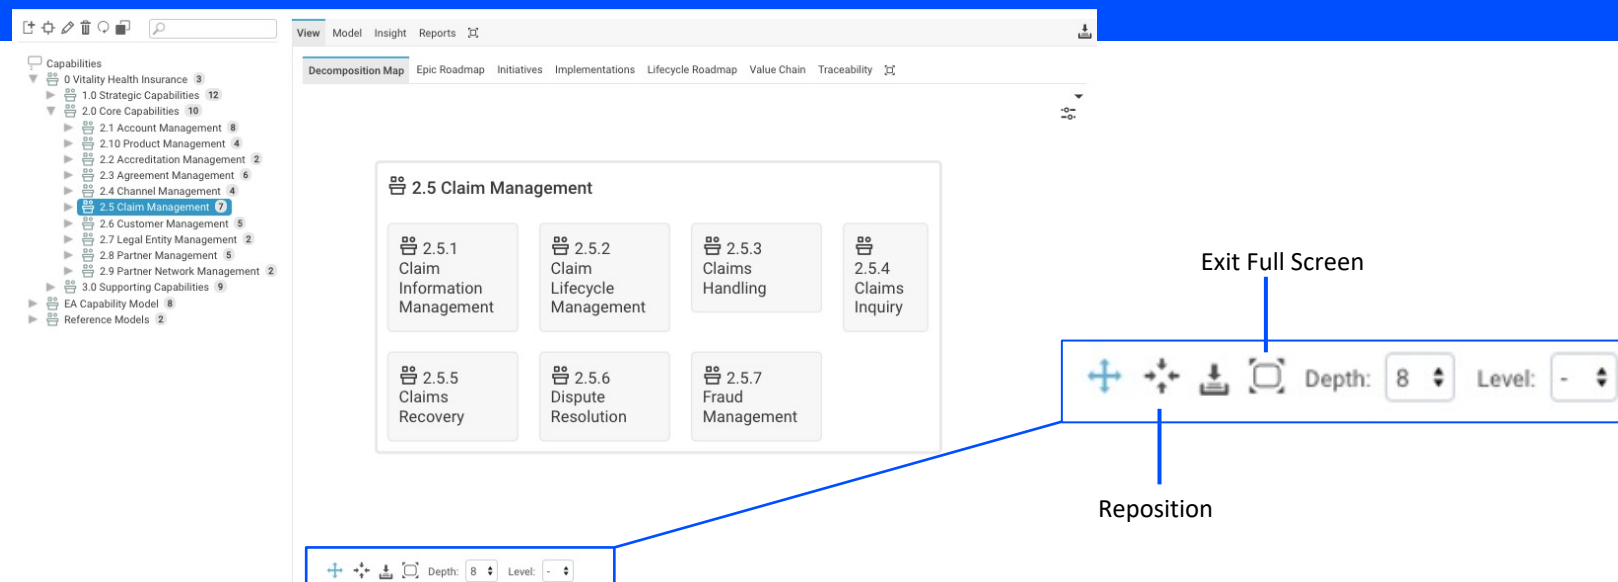 View Model Insight Reports
Capabilities
0 Vitality Health Insurance 3
1.0 Strategic Capabilities 12
2.0 Core Capabilities 10
2.1 Account Management 8
2.10 Product Management 4
2.2 Accreditation Management 2
2.3 Agreement Management 6
2.4 Channel Management 4
2.5 Claim Management 7
2.6 Customer Management 5
2.7 Legal Entity Management 2
2.8 Partner Management 5
2.9 Partner Network Management 2
3.0 Supporting Capabilities 9
EA Capability Model 8
Reference Models 2
Decomposition Map Epic Roadmap Initiatives Implementations Lifecycle Roadmap Value Chain Traceability
2.5 Claim Management
2.5.1
Claim
Information
Management
2.5.2
Claim
Lifecycle
Management
2.5.3
Claims
Handling
2.5.4
Claims
Inquiry
2.5.5
Claims
Recovery
2.5.6
Dispute
Resolution
2.5.7
Fraud
Management
Depth: 8 Level: -
Exit Full Screen
Depth: 8 Level: -
Reposition